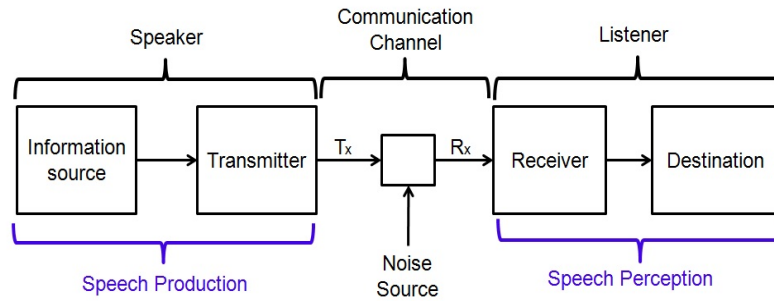 Speaker
Communication
Channel
Listener
Information
source
Transmitter
Tx
Rx
Receiver
Destination
Speech Production
Noise
Source
Speech Perception